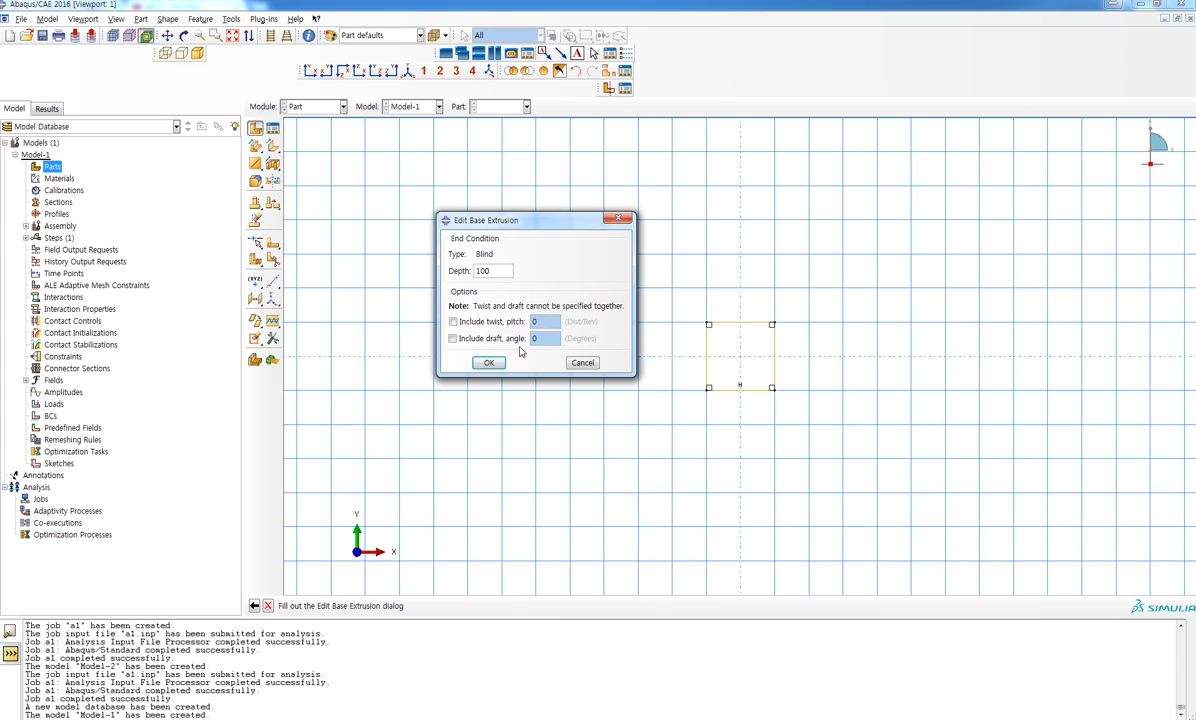 Abaqus/CAE 2016 [Viewport: 1]
File Model Viewport View Part Shape Feature Tools Plug-ins Help
Part defaults All
1 2 3 4
Model Results Module: Part Model: Model-1 Part:
Model Database
Models (1)
Model-1
Parts
Materials
Calibrations
Sections
Profiles
Assembly
Steps (1)
Field Output Requests
History Output Requests
Time Points
ALE Adaptive Mesh Constraints
Interactions
Interaction Properties
Contact Controls
Contact Initializations
Contact Stabilizations
Constraints
Connector Sections
Fields
Amplitudes
Loads
BCs
Predefined Fields
Remeshing Rules
Optimization Tasks
Sketches
Annotations
Analysis
Jobs
Adaptivity Processes
Co-executions
Optimization Processes
(XYZ)
Edit Base Extrusion
End Condition
Type: Blind
Depth: 100
Options
Note: Twist and draft cannot be specified together.
Include twist, pitch: 0 (Dist/Rev)
Include draft, angle: 0 (Degrees)
OK Cancel
H
Y
X
Fill out the Edit Base Extrusion dialog
SIMULIA
The job "a1" has been created.
The job input file "a1.inp" has been submitted for analysis.
Job a1: Analysis Input File Processor completed successfully.
Job a1: Abaqus/Standard completed successfully.
Job a1 completed successfully.
The model "Model-2" has been created.
The job input file "a1.inp" has been submitted for analysis.
Job a1: Analysis Input File Processor completed successfully.
Job a1: Abaqus/Standard completed successfully.
Job a1 completed successfully.
A new model database has been created.
The model "Model-1" has been created.